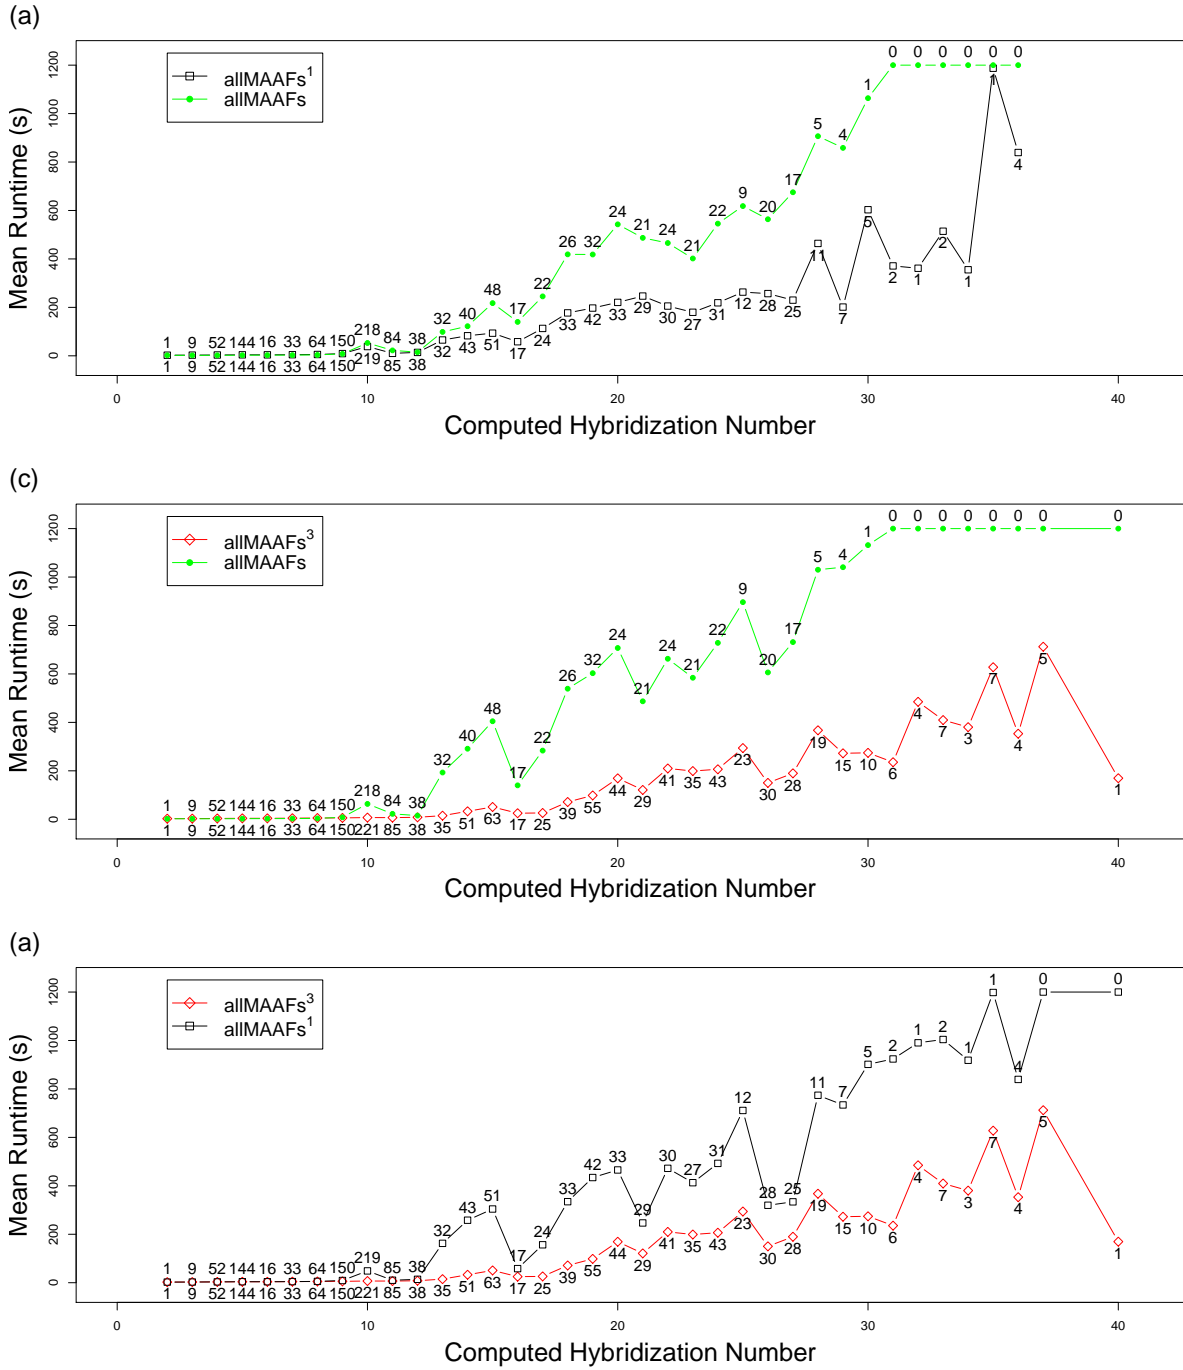 (a)
allMAAFs¹
allMAAFs
Mean Runtime (s)
0 200 400 600 800 1000 1200
1 9 52 144 16 33 64 150 218 84 38 32 40 48 17 22 26 32 24 21 24 21 22 9 20 17 5 4 1 0 0 0 0 0 0
1 9 52 144 16 33 64 150 219 85 38 32 43 51 17 24 33 42 33 29 30 27 31 12 28 25 11 7 5 2 1 2 1 1 4
0 10 20 30 40
Computed Hybridization Number
(c)
allMAAFs³
allMAAFs
Mean Runtime (s)
0 200 400 600 800 1000 1200
1 9 52 144 16 33 64 150 218 84 38 32 40 48 17 22 26 32 24 21 24 21 22 9 20 17 5 4 1 0 0 0 0 0 0 0 0
1 9 52 144 16 33 64 150 221 85 38 35 51 63 17 25 39 55 44 29 41 35 43 23 30 28 19 15 10 6 4 7 3 7 4 5 1
0 10 20 30 40
Computed Hybridization Number
(a)
allMAAFs³
allMAAFs¹
Mean Runtime (s)
0 200 400 600 800 1000 1200
1 9 52 144 16 33 64 150 219 85 38 32 43 51 17 24 33 42 33 29 30 27 31 12 28 25 11 7 5 2 1 2 1 1 4 0 0
1 9 52 144 16 33 64 150 221 85 38 35 51 63 17 25 39 55 44 29 41 35 43 23 30 28 19 15 10 6 4 7 3 7 4 5 1
0 10 20 30 40
Computed Hybridization Number